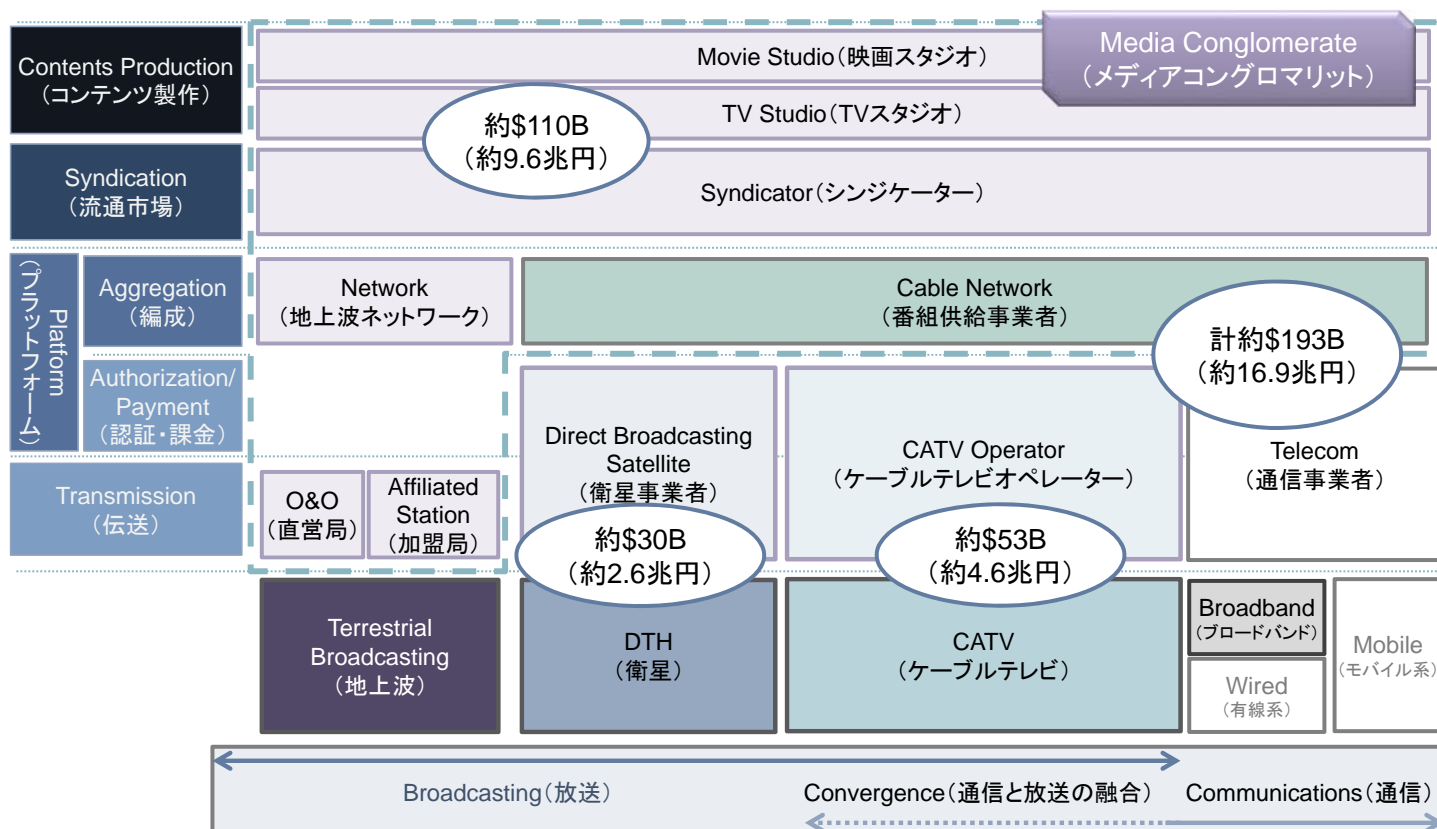 Media Conglomerate
（メディアコングロマリット）
Contents Production
（コンテンツ製作）
Movie Studio（映画スタジオ）
TV Studio（TVスタジオ）
約$110B
（約9.6兆円）
Syndication
（流通市場）
Syndicator（シンジケーター）
Platform
（プラットフォーム）
Aggregation
（編成）
Network
（地上波ネットワーク）
Cable Network
（番組供給事業者）
計約$193B
（約16.9兆円）
Authorization/
Payment
（認証・課金）
Direct Broadcasting
Satellite
（衛星事業者）
CATV Operator
（ケーブルテレビオペレーター）
Telecom
（通信事業者）
Transmission
（伝送）
O&O
（直営局）
Affiliated
Station
（加盟局）
約$30B
（約2.6兆円）
約$53B
（約4.6兆円）
Terrestrial
Broadcasting
（地上波）
DTH
（衛星）
CATV
（ケーブルテレビ）
Broadband
（ブロードバンド）
Wired
（有線系）
Mobile
（モバイル系）
Broadcasting（放送）
Convergence（通信と放送の融合）
Communications（通信）